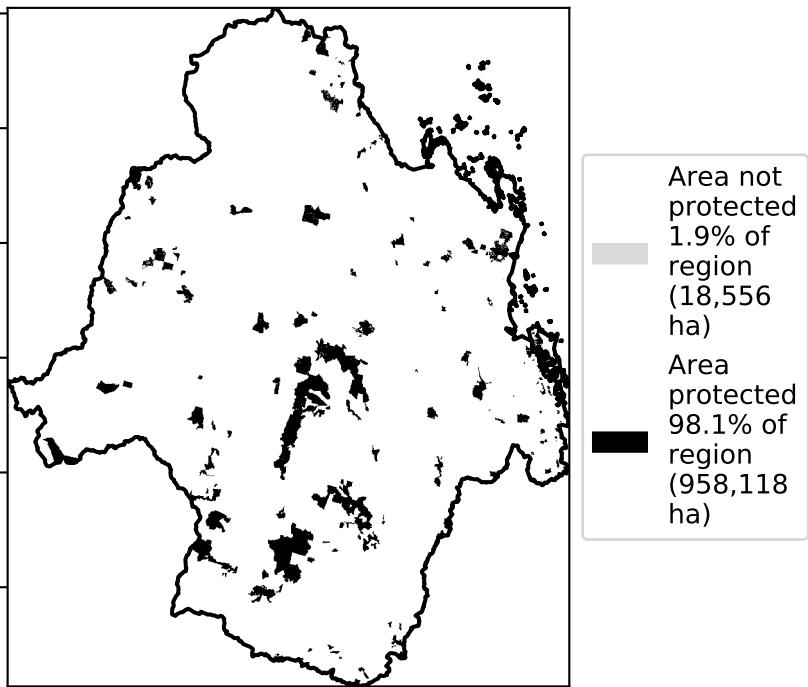 Area not
protected
1.9% of
region
(18,556
ha)
Area
protected
98.1% of
region
(958,118
ha)